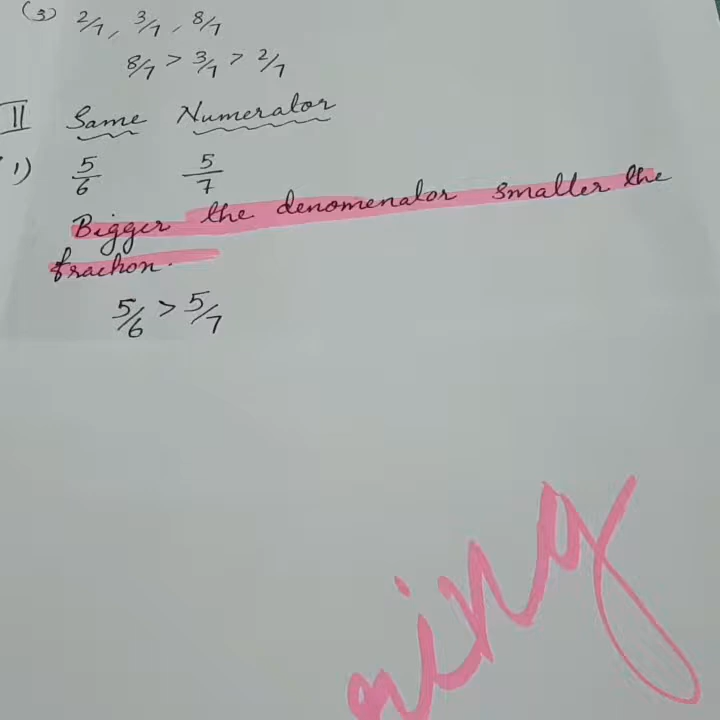 (3) 2/7, 3/7, 8/7
8/7 > 3/7 > 2/7
II Same Numerator
1) 5/6 5/7
Bigger the denomenator smaller the
fraction.
5/6 > 5/7
ning